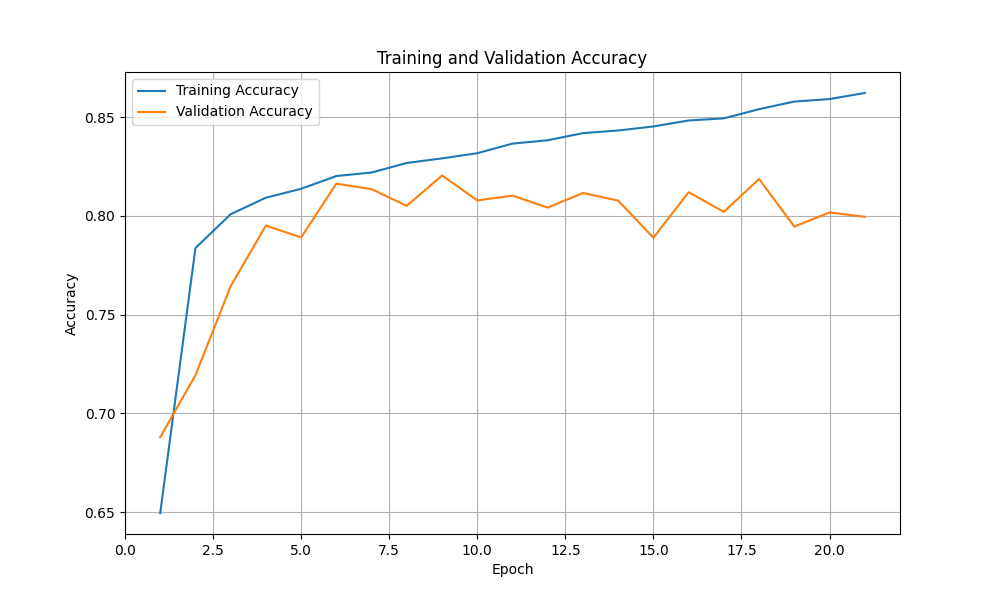 Training and Validation Accuracy
Training Accuracy
Validation Accuracy
Accuracy
0.85
0.80
0.75
0.70
0.65
0.0 2.5 5.0 7.5 10.0 12.5 15.0 17.5 20.0
Epoch